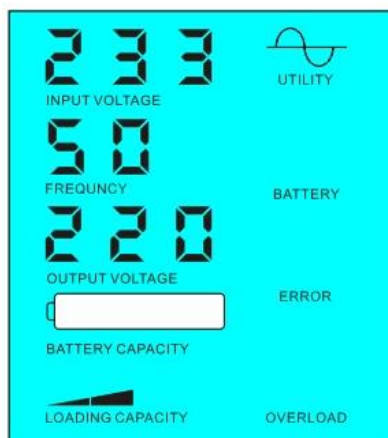 233
INPUT VOLTAGE
UTILITY
50
FREQUNCY
BATTERY
220
OUTPUT VOLTAGE
ERROR
BATTERY CAPACITY
LOADING CAPACITY
OVERLOAD